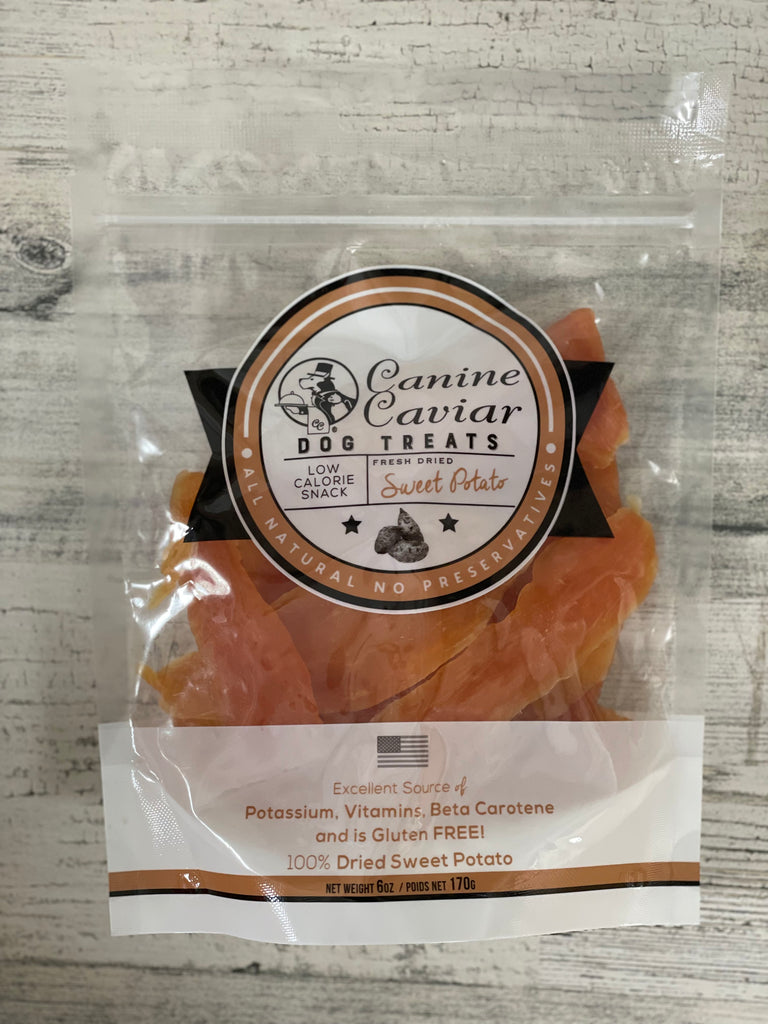 Canine
Caviar
CC
®
DOG TREATS
LOW
CALORIE
SNACK
FRESH DRIED
Sweet Potato
• ALL NATURAL NO PRESERVATIVES •
Excellent Source of
Potassium, Vitamins, Beta Carotene
and is Gluten FREE!
100% Dried Sweet Potato
NET WEIGHT 6OZ / POIDS NET 170G